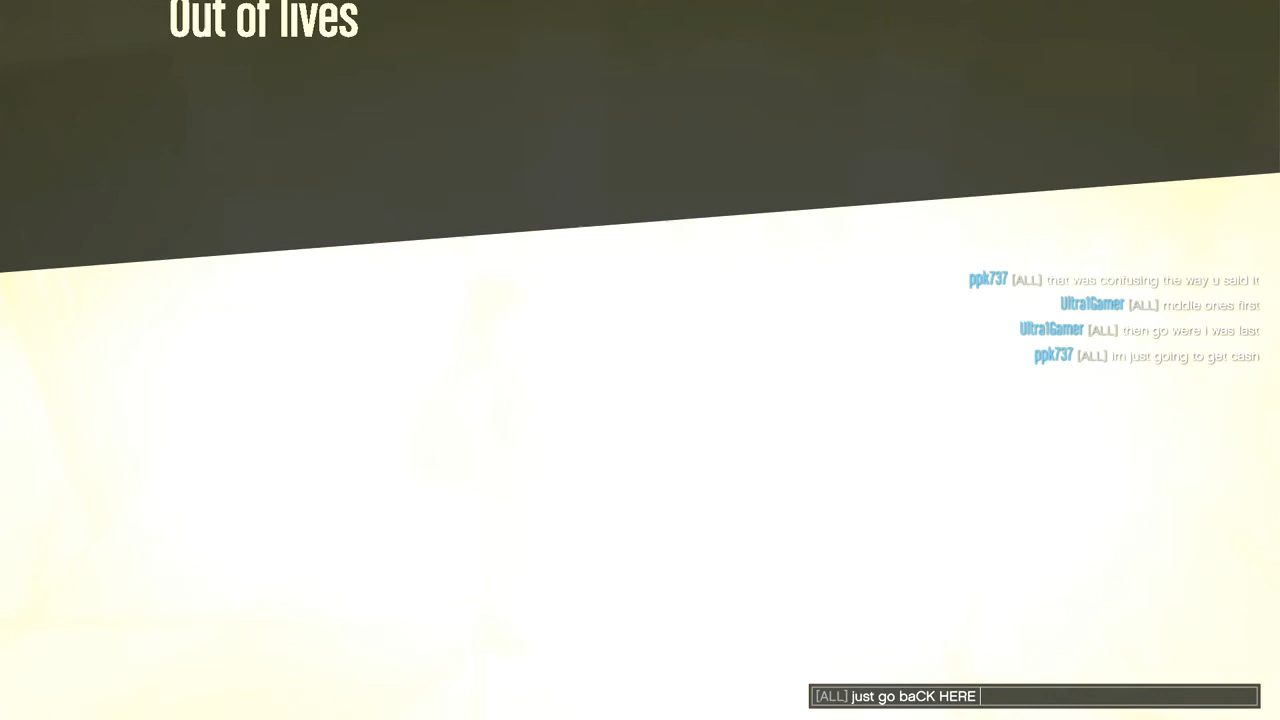 Out of lives
ppk737 [ALL] that was confusing the way u said it
Ultra1Gamer [ALL] mddle ones first
Ultra1Gamer [ALL] then go were i was last
ppk737 [ALL] im just going to get cash
[ALL] just go baCK HERE